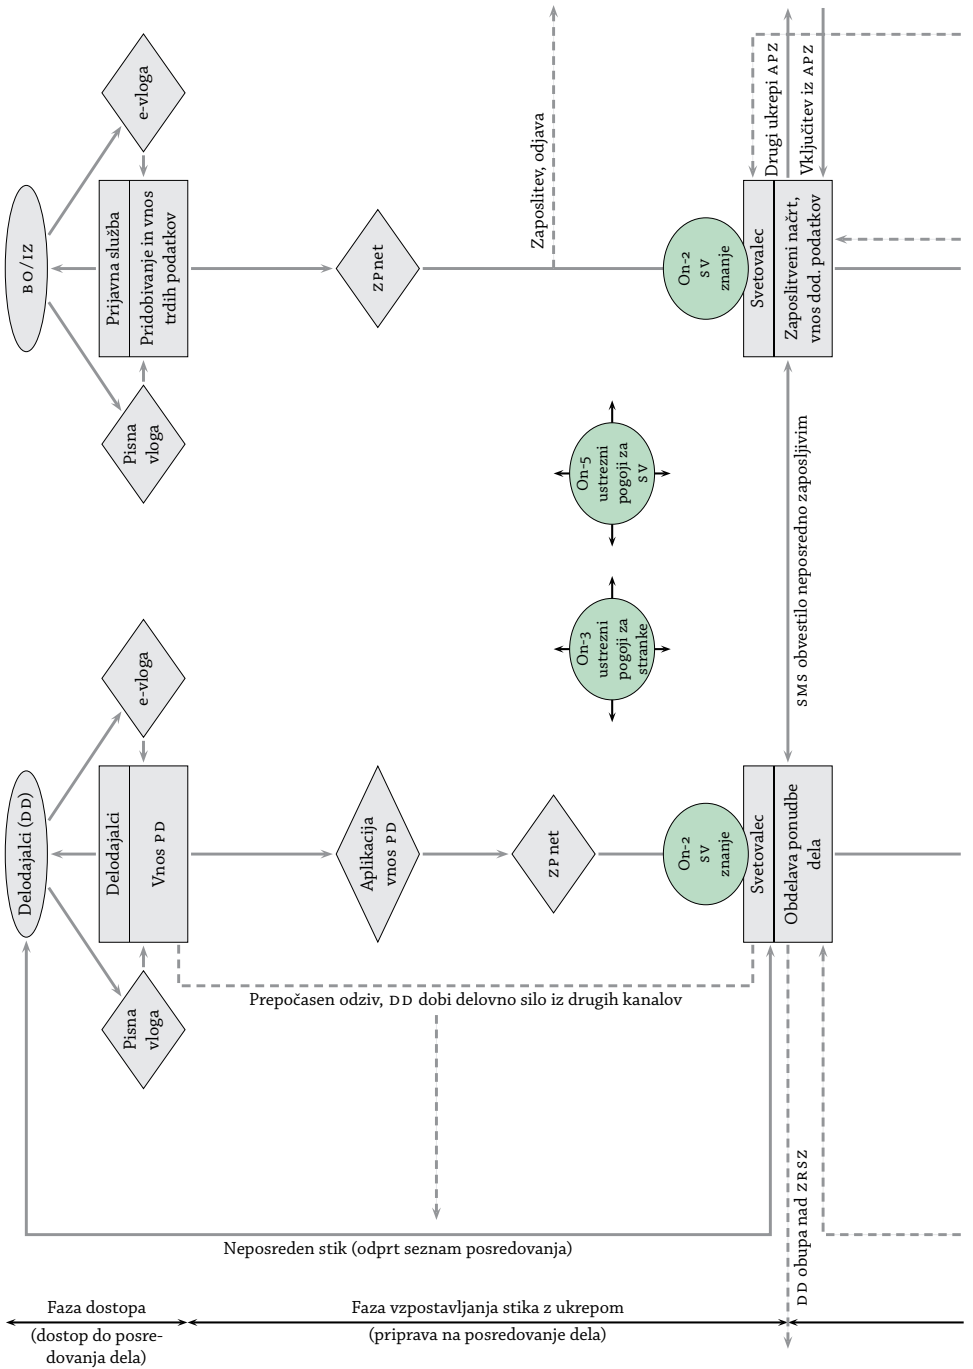 BO/IZ
e-vloga
Prijavna služba
Pridobivanje in vnos
trdih podatkov
Pisna
vloga
ZPnet
Zaposlitev, odjava
On-2
SV
znanje
Svetovalec
Zaposlitveni načrt,
vnos dod. podatkov
Drugi ukrepi APZ
Vključitev iz APZ
On-5
ustrezni
pogoji za
SV
On-3
ustrezni
pogoji za
stranke
SMS obvestilo neposredno zaposljivim
Delodajalci (DD)
e-vloga
Delodajalci
Vnos PD
Pisna
vloga
Aplikacija
vnos PD
ZPnet
On-2
SV
znanje
Svetovalec
Obdelava ponudbe
dela
Prepočasen odziv, DD dobi delovno silo iz drugih kanalov
DD obupa nad ZRSZ
Neposreden stik (odprt seznam posredovanja)
Faza dostopa
(dostop do posre-
dovanja dela)
Faza vzpostavljanja stika z ukrepom
(priprava na posredovanje dela)